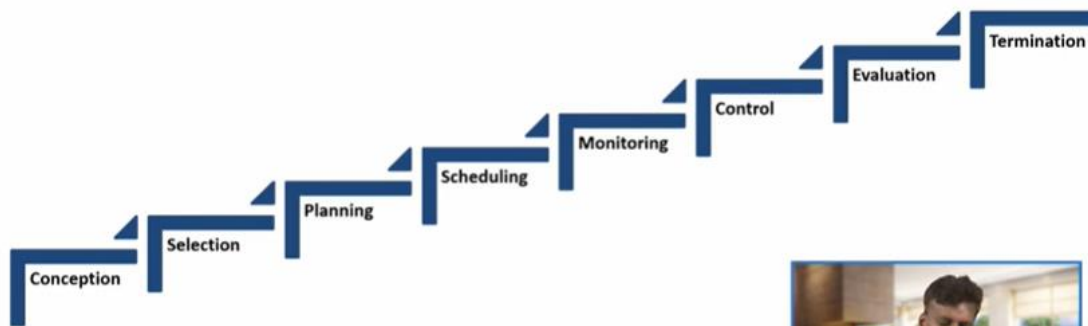 Conception
Selection
Planning
Scheduling
Monitoring
Control
Evaluation
Termination